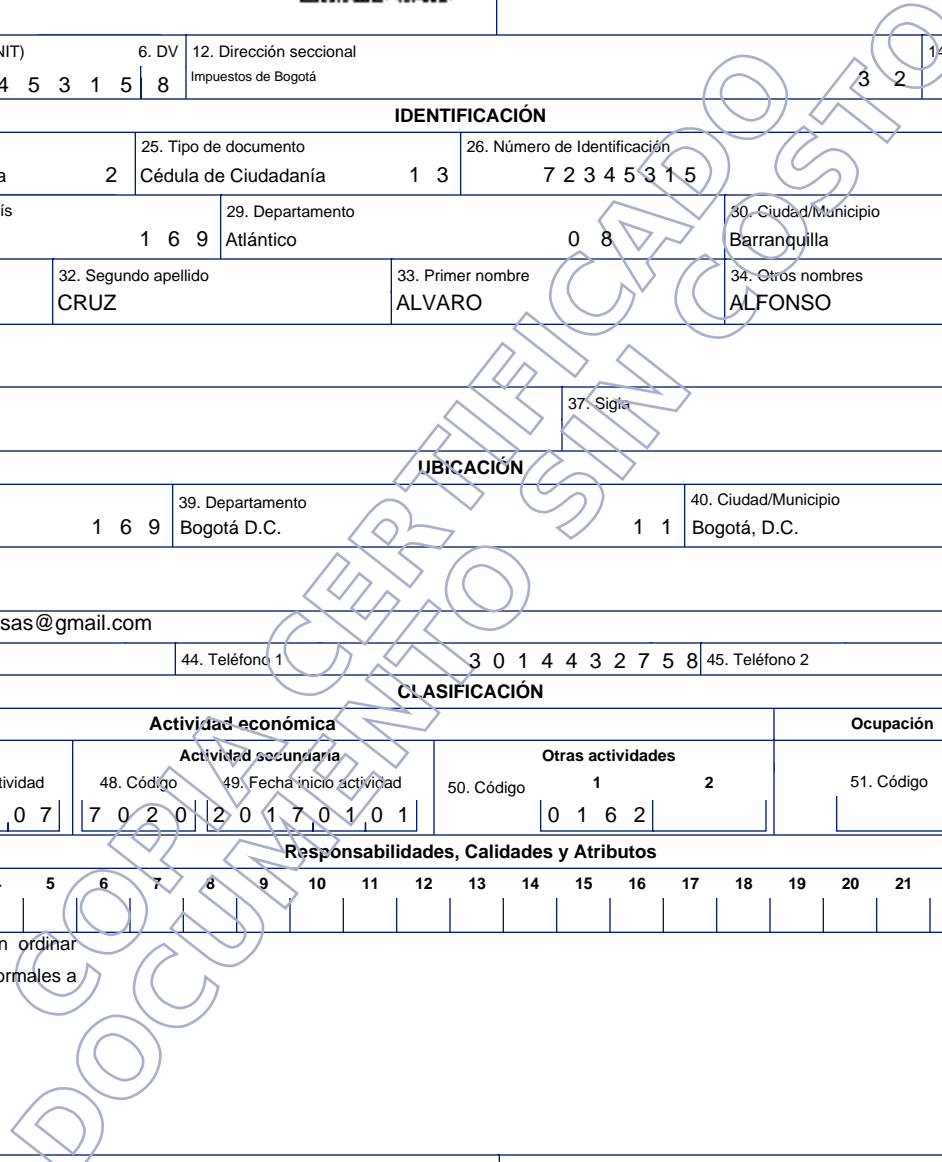 NIT) 6. DV 12. Dirección seccional 14
4 5 3 1 5 8 Impuestos de Bogotá 3 2
IDENTIFICACIÓN
25. Tipo de documento 26. Número de Identificación
a 2 Cédula de Ciudadanía 1 3 7 2 3 4 5 3 1 5
ís 29. Departamento 30. Ciudad/Municipio
1 6 9 Atlántico 0 8 Barranquilla
32. Segundo apellido 33. Primer nombre 34. Otros nombres
CRUZ ALVARO ALFONSO
37. Sigla
UBICACIÓN
39. Departamento 40. Ciudad/Municipio
1 6 9 Bogotá D.C. 1 1 Bogotá, D.C.
sas@gmail.com
44. Teléfono 1 3 0 1 4 4 3 2 7 5 8 45. Teléfono 2
CLASIFICACIÓN
Actividad económica Ocupación
Actividad secundaria Otras actividades
tividad 48. Código 49. Fecha inicio actividad 50. Código 1 2 51. Código
0 7 7 0 2 0 2 0 1 7 0 1 0 1 0 1 6 2
Responsabilidades, Calidades y Atributos
5 6 7 8 9 10 11 12 13 14 15 16 17 18 19 20 21
n ordinar
ormales a
COPIA CERTIFICADO
DOCUMENTO SIN COSTO